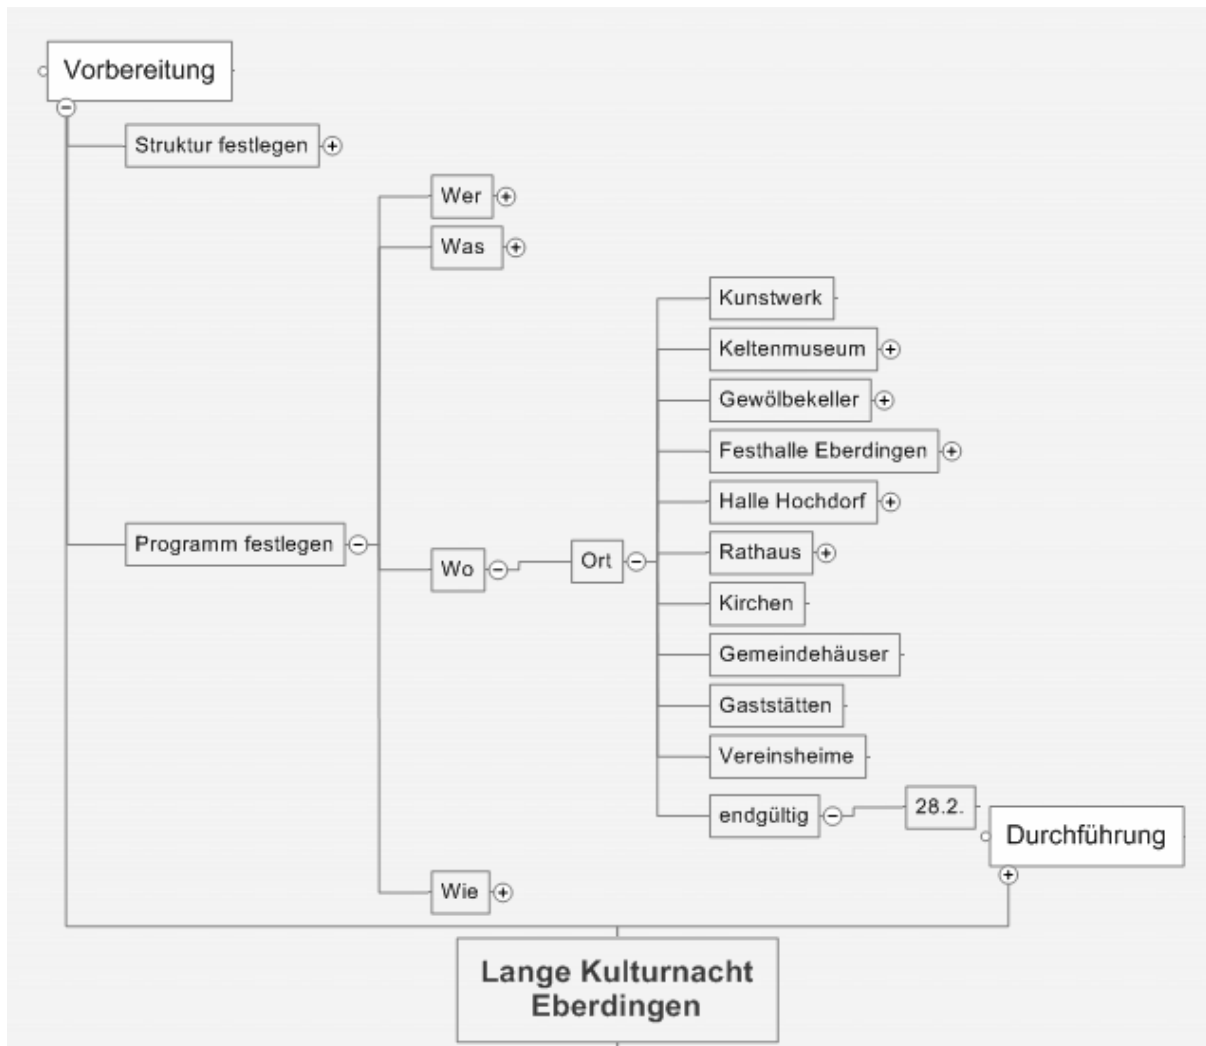 Vorbereitung
Struktur festlegen
Wer
Was
Kunstwerk
Keltenmuseum
Gewölbekeller
Festhalle Eberdingen
Halle Hochdorf
Programm festlegen
Wo
Ort
Rathaus
Kirchen
Gemeindehäuser
Gaststätten
Vereinsheime
endgültig
28.2.
Durchführung
Wie
Lange Kulturnacht
Eberdingen